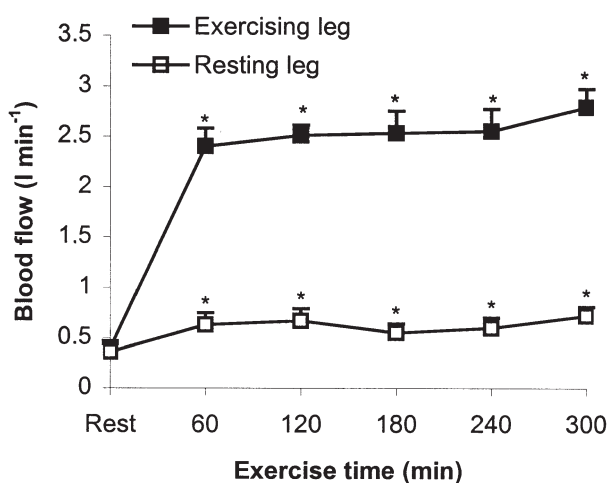 Exercising leg
Resting leg
3.5
3
2.5
2
1.5
1
0.5
0
Blood flow (l min-1)
* * * * *
* * * * *
Rest 60 120 180 240 300
Exercise time (min)